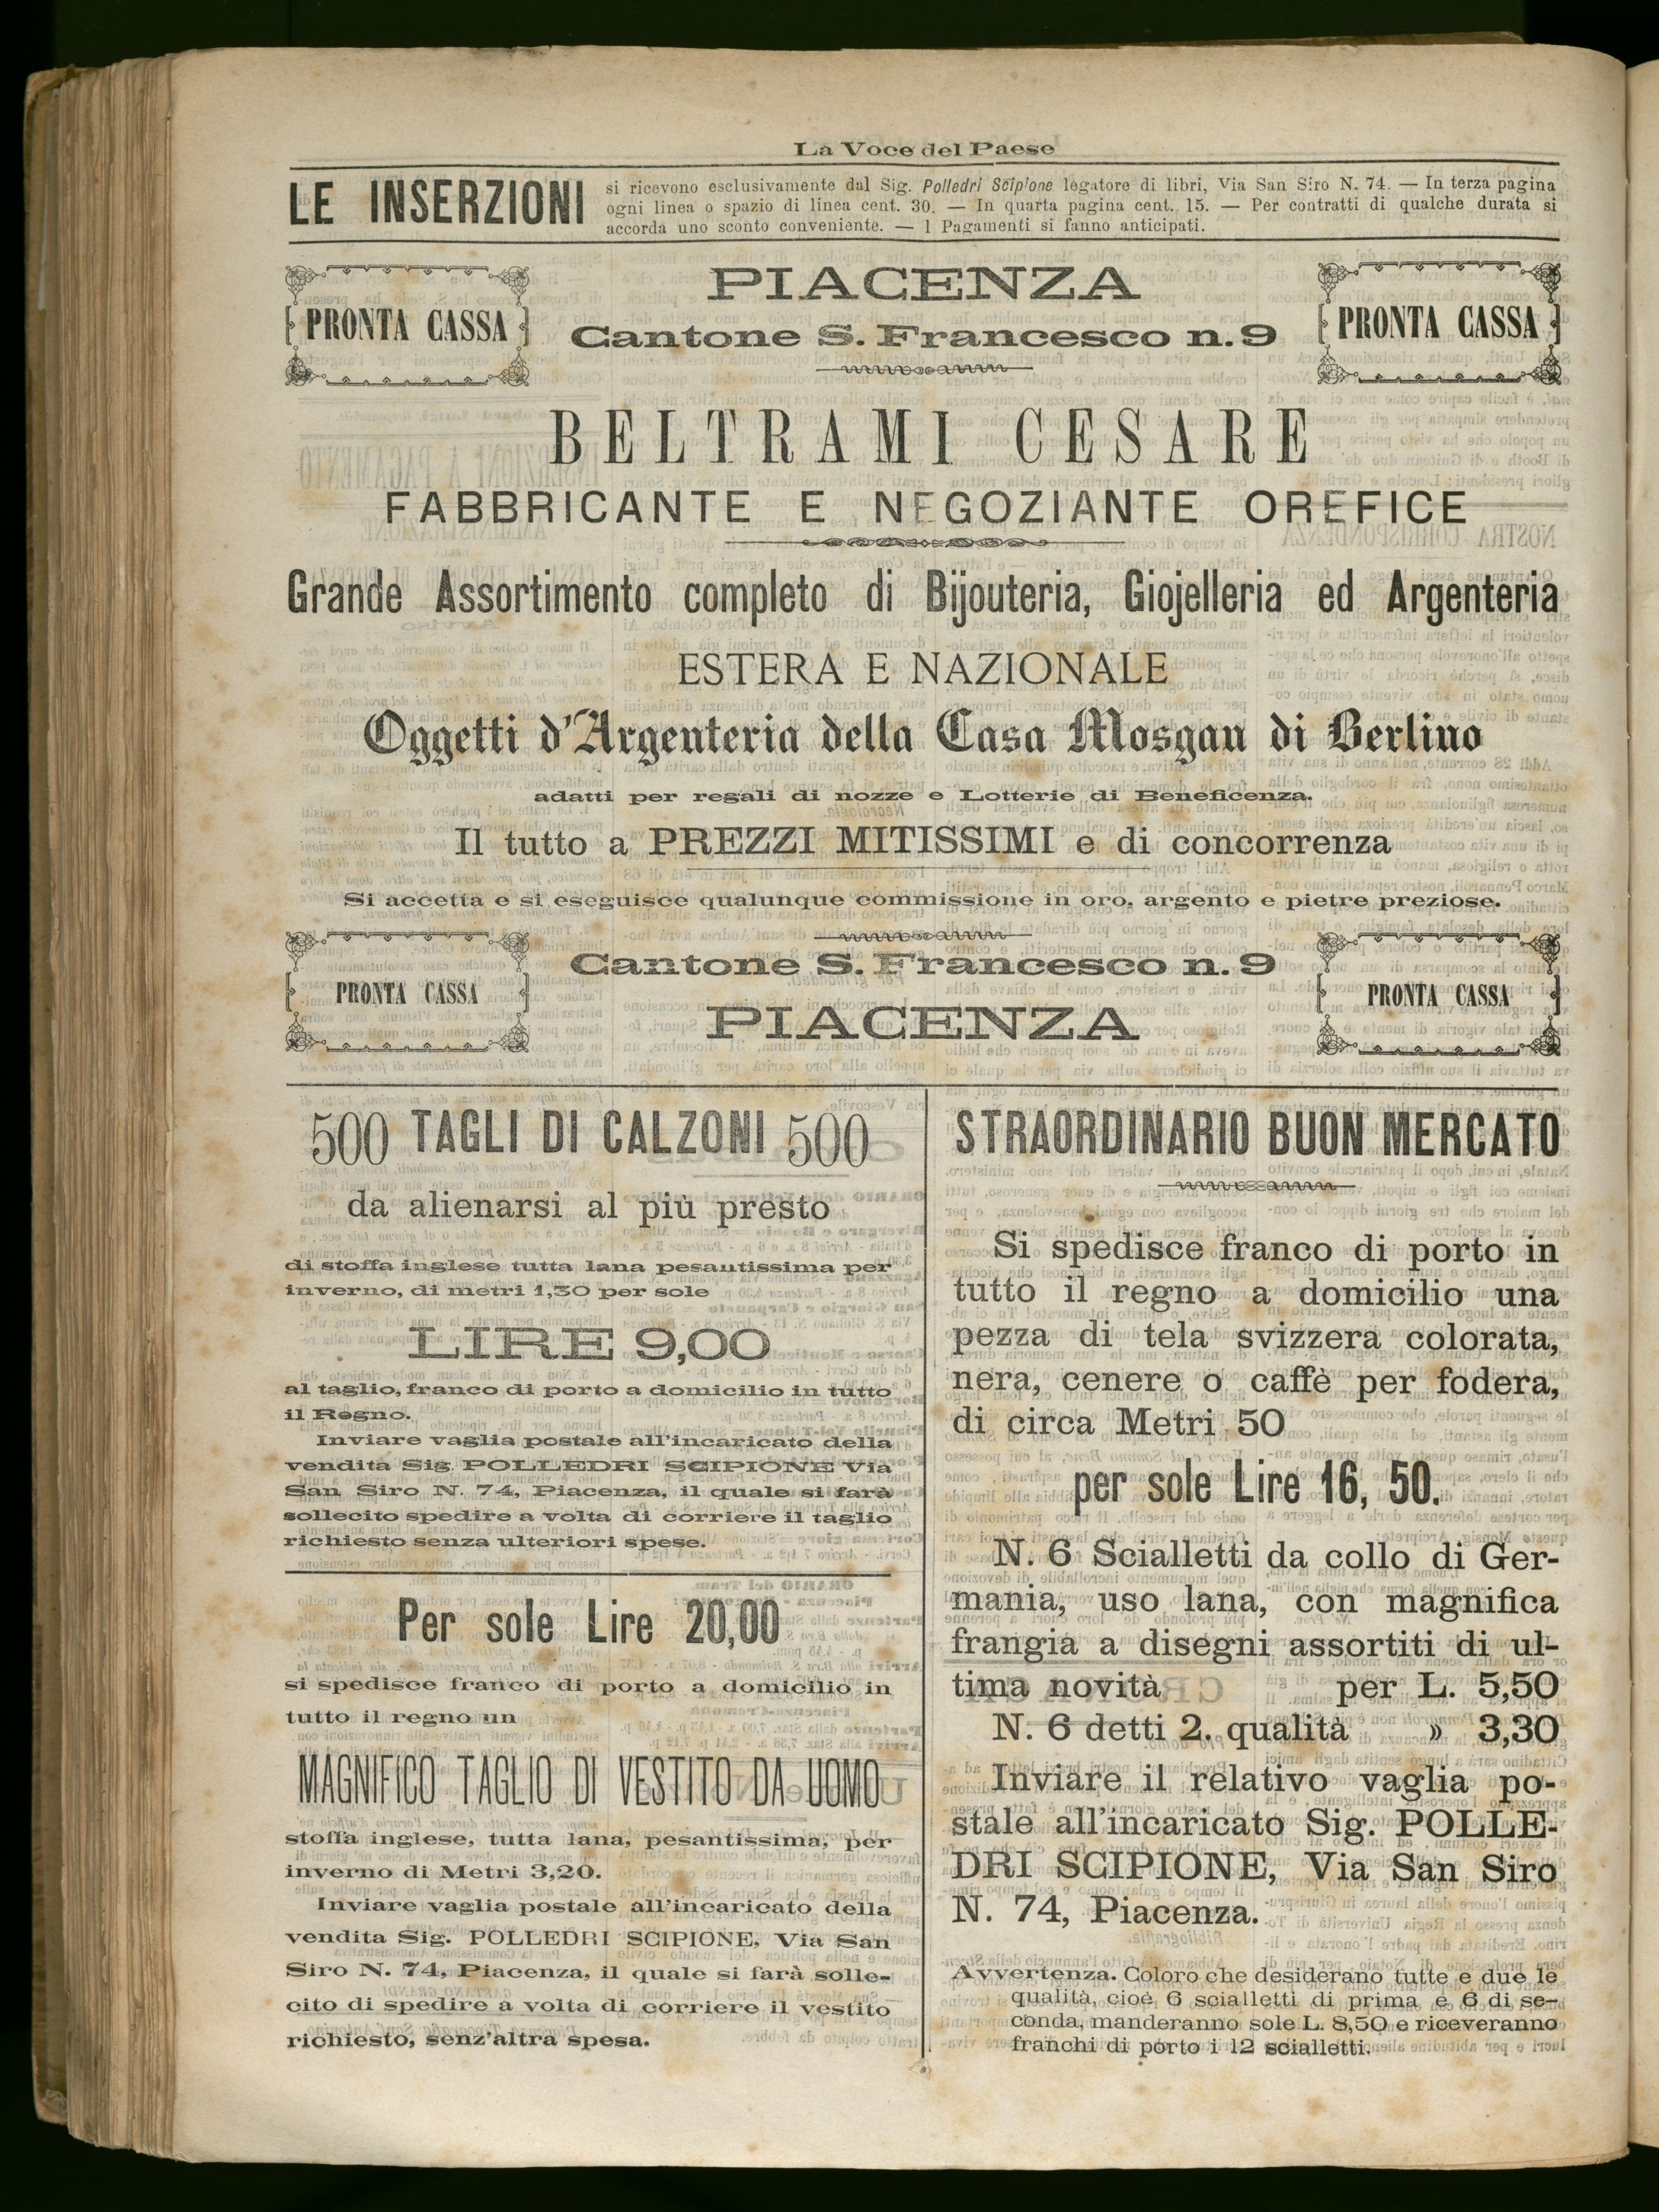 La Voce del Paese
LE INSERZIONI
si ricevono esclusivamente dal Sig. Polledri Scipione legatore di libri, Via San Siro N. 74. — In terza pagina
ogni linea o spazio di linea cent. 30. — In quarta pagina cent. 15. — Per contratti di qualche durata si
accorda uno sconto conveniente. — I Pagamenti si fanno anticipati.
PRONTA CASSA
PIACENZA
Cantone S. Francesco n. 9
PRONTA CASSA
BELTRAMI CESARE
FABBRICANTE E NEGOZIANTE OREFICE
Grande Assortimento completo di Bijouteria, Giojelleria ed Argenteria
ESTERA E NAZIONALE
Oggetti d'Argenteria della Casa Mosgau di Berlino
adatti per regali di nozze e Lotterie di Beneficenza.
Il tutto a PREZZI MITISSIMI e di concorrenza
Si accetta e si eseguisce qualunque commissione in oro, argento e pietre preziose.
PRONTA CASSA
Cantone S. Francesco n. 9
PIACENZA
PRONTA CASSA
500 TAGLI DI CALZONI 500
da alienarsi al più presto
di stoffa inglese tutta lana pesantissima per
inverno, di metri 1,30 per sole
LIRE 9,00
al taglio, franco di porto a domicilio in tutto
il Regno.
Inviare vaglia postale all'incaricato della
vendita Sig POLLEDRI SCIPIONE Via
San Siro N. 74, Piacenza, il quale si farà
sollecito spedire a volta di corriere il taglio
richiesto senza ulteriori spese.
Per sole Lire 20,00
si spedisce franco di porto a domicilio in
tutto il regno un
MAGNIFICO TAGLIO DI VESTITO DA UOMO
stoffa inglese, tutta lana, pesantissima, per
inverno di Metri 3,20.
Inviare vaglia postale all'incaricato della
vendita Sig. POLLEDRI SCIPIONE, Via San
Siro N. 74, Piacenza, il quale si farà solle-
cito di spedire a volta di corriere il vestito
richiesto, senz'altra spesa.
STRAORDINARIO BUON MERCATO
Si spedisce franco di porto in
tutto il regno a domicilio una
pezza di tela svizzera colorata,
nera, cenere o caffè per fodera,
di circa Metri 50
per sole Lire 16, 50.
N. 6 Scialletti da collo di Ger-
mania, uso lana, con magnifica
frangia a disegni assortiti di ul-
tima novità per L. 5,50
N. 6 detti 2. qualità » 3,30
Inviare il relativo vaglia po-
stale all'incaricato Sig. POLLE-
DRI SCIPIONE, Via San Siro
N. 74, Piacenza.
Avvertenza. Coloro che desiderano tutte e due le
qualità, cioè 6 scialletti di prima e 6 di se-
conda, manderanno sole L. 8,50 e riceveranno
franchi di porto i 12 scialletti.